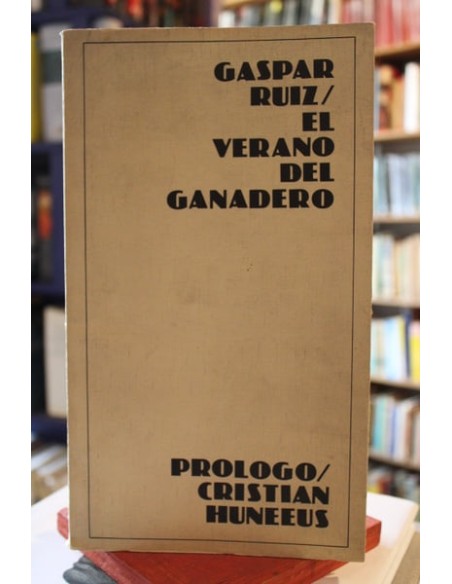 GASPAR
RUIZ/
EL
VERANO
DEL
GANADERO
PROLOGO/
CRISTIAN
HUNEEUS